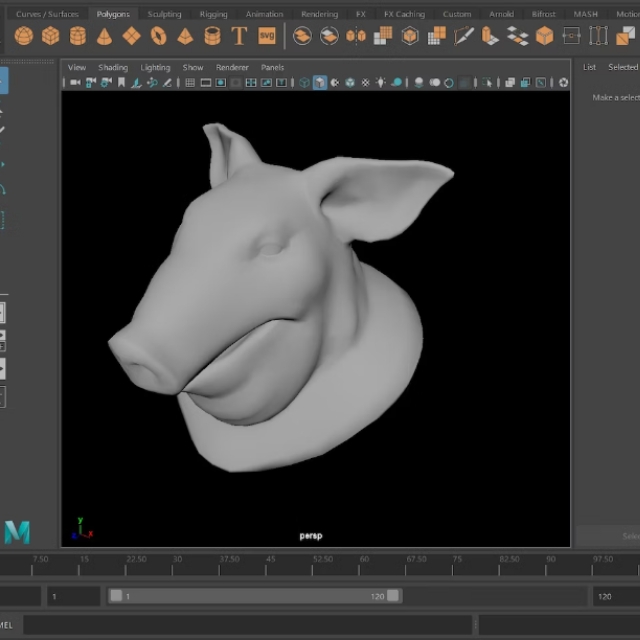 Curves / Surfaces Polygons Sculpting Rigging Animation Rendering FX FX Caching Custom Arnold Bifrost MASH
T SVG
View Shading Lighting Show Renderer Panels
List Selected
Make a select
y
x
z
persp
M
7.50 15 22.50 30 37.50 45 52.50 60 67.50 75 82.50 90 97.50
1 1 120 120
MEL